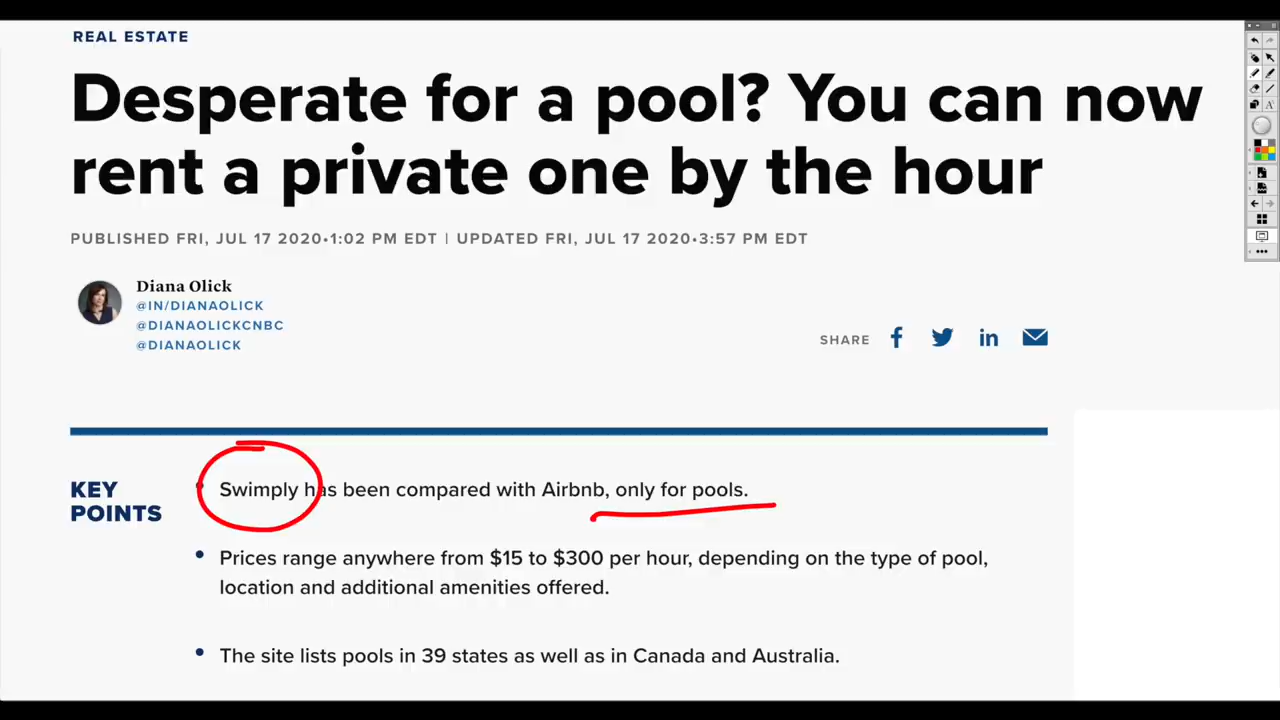 REAL ESTATE
Desperate for a pool? You can now
rent a private one by the hour
PUBLISHED FRI, JUL 17 2020•1:02 PM EDT | UPDATED FRI, JUL 17 2020•3:57 PM EDT
Diana Olick
@IN/DIANAOLICK
@DIANAOLICKCNBC
@DIANAOLICK
SHARE
KEY
POINTS
• Swimply has been compared with Airbnb, only for pools.
• Prices range anywhere from $15 to $300 per hour, depending on the type of pool,
location and additional amenities offered.
• The site lists pools in 39 states as well as in Canada and Australia.